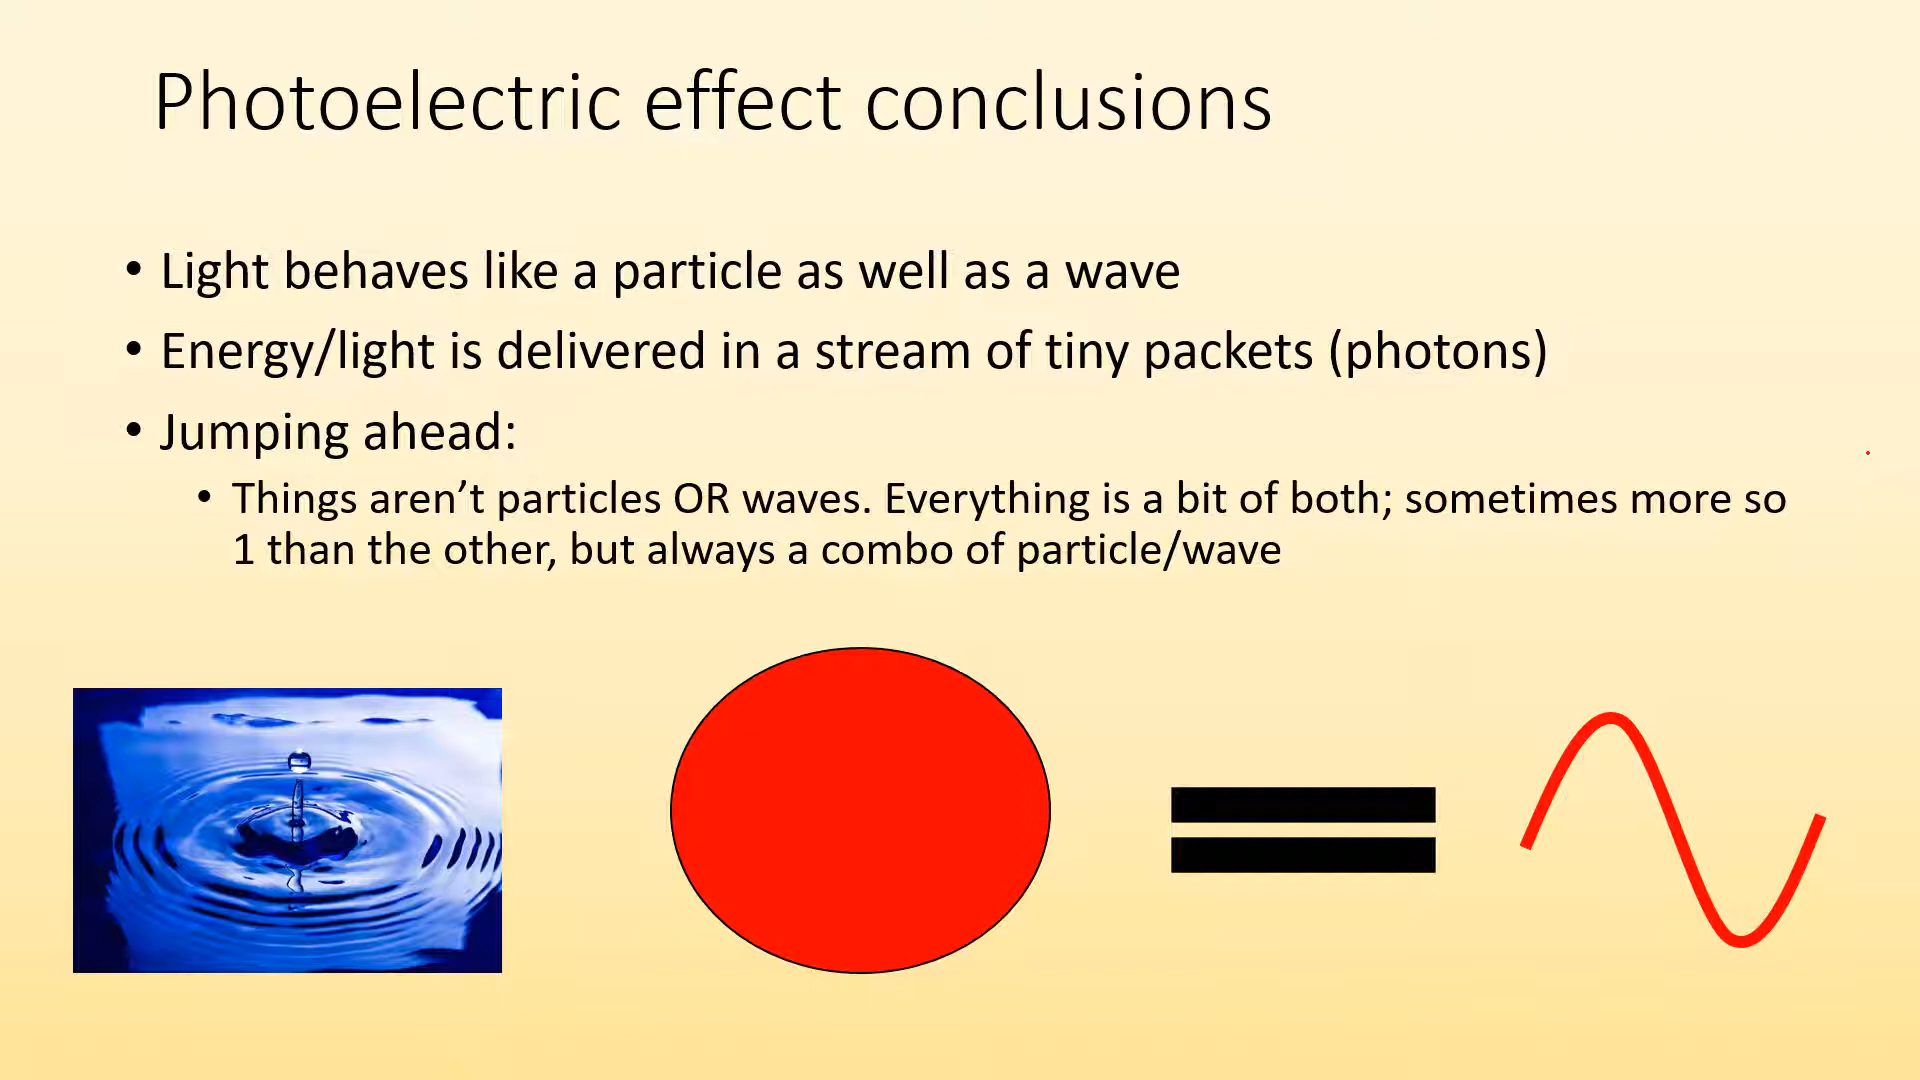 Photoelectric effect conclusions
• Light behaves like a particle as well as a wave
• Energy/light is delivered in a stream of tiny packets (photons)
• Jumping ahead:
• Things aren’t particles OR waves. Everything is a bit of both; sometimes more so
1 than the other, but always a combo of particle/wave